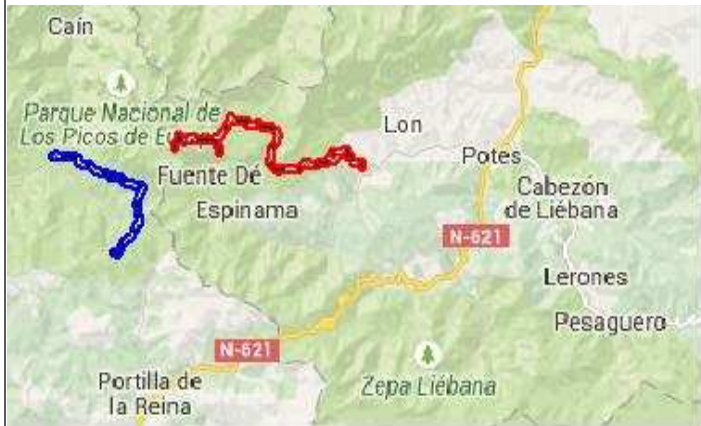 Caín
Parque Nacional de
Los Picos de Eu
Lon
Potes
Fuente Dé
Cabezón
de Liébana
Espinama
N-621
Lerones
Pesaguero
N-621
Portilla de
la Reina
Zepa Liébana